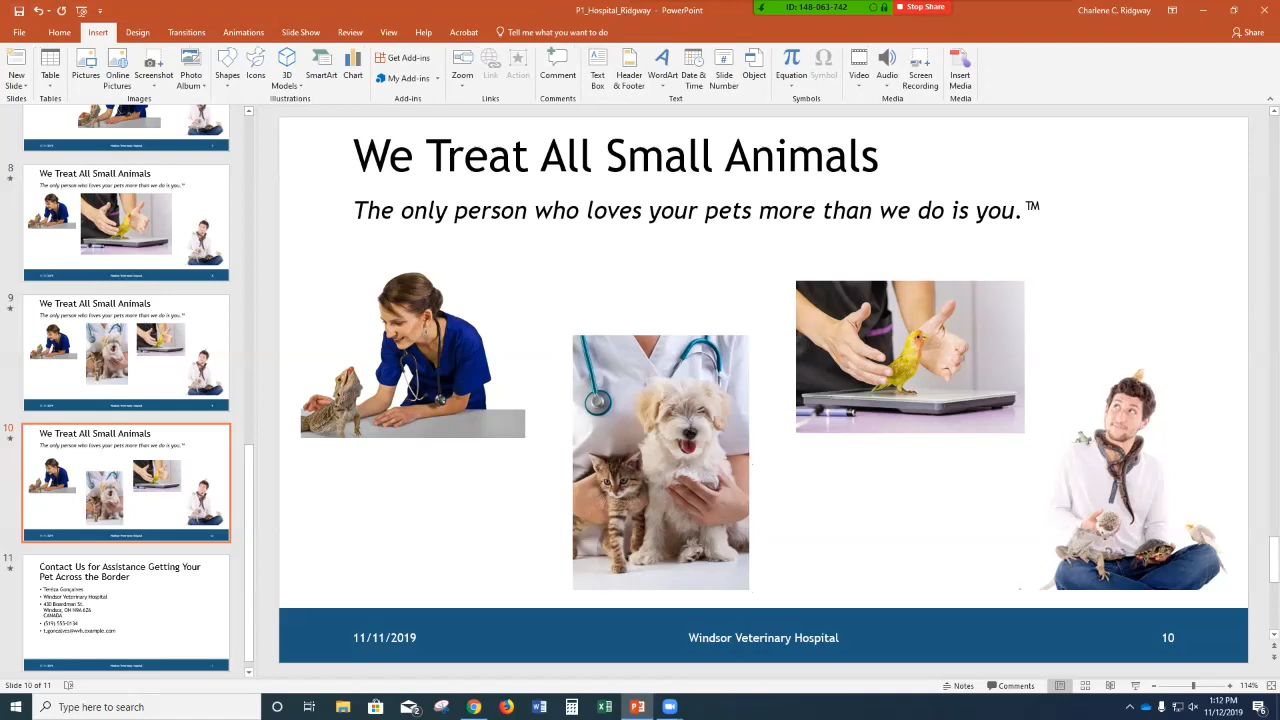 P1_Hospital_Ridgway - PowerPoint
ID: 148-063-742
Stop Share
Charlene C. Ridgway
File Home Insert Design Transitions Animations Slide Show Review View Help Acrobat Tell me what you want to do
Share
New Slide
Table
Pictures
Online Pictures
Screenshot
Photo Album
Shapes
Icons
3D Models
SmartArt
Chart
Get Add-ins
My Add-ins
Zoom
Link
Action
Comment
Text Box
Header & Footer
WordArt
Date & Time
Slide Number
Object
Equation
Symbol
Video
Audio
Screen Recording
Insert Media
Slides Tables Images Illustrations Add-ins Links Comments Text Symbols Media Media
8
We Treat All Small Animals
The only person who loves your pets more than we do is you.™
9
We Treat All Small Animals
The only person who loves your pets more than we do is you.™
10
We Treat All Small Animals
The only person who loves your pets more than we do is you.™
11
Contact Us for Assistance Getting Your
Pet Across the Border
Windsor Veterinary Hospital
430 Boardman St.
Windsor, ON N9A 6Z6
CANADA
(519) 555-0134
We Treat All Small Animals
The only person who loves your pets more than we do is you.™
11/11/2019
Windsor Veterinary Hospital
10
Slide 10 of 11
Notes
Comments
114%
Type here to search
1:12 PM
11/12/2019